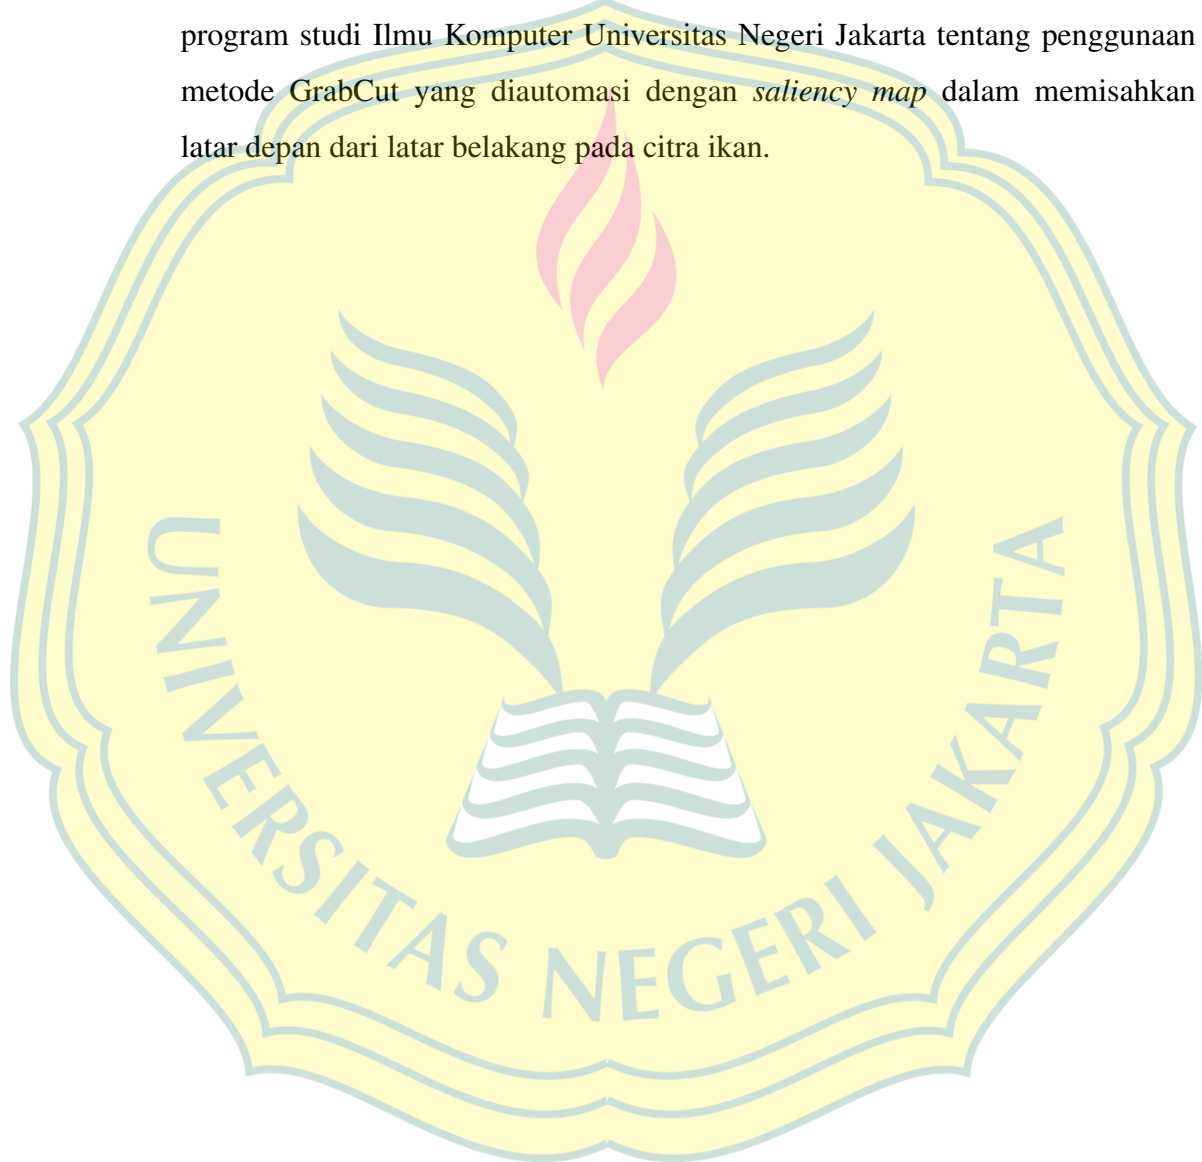 program studi Ilmu Komputer Universitas Negeri Jakarta tentang penggunaan
metode GrabCut yang diautomasi dengan saliency map dalam memisahkan
latar depan dari latar belakang pada citra ikan.
UNIVERSITAS NEGERI JAKARTA